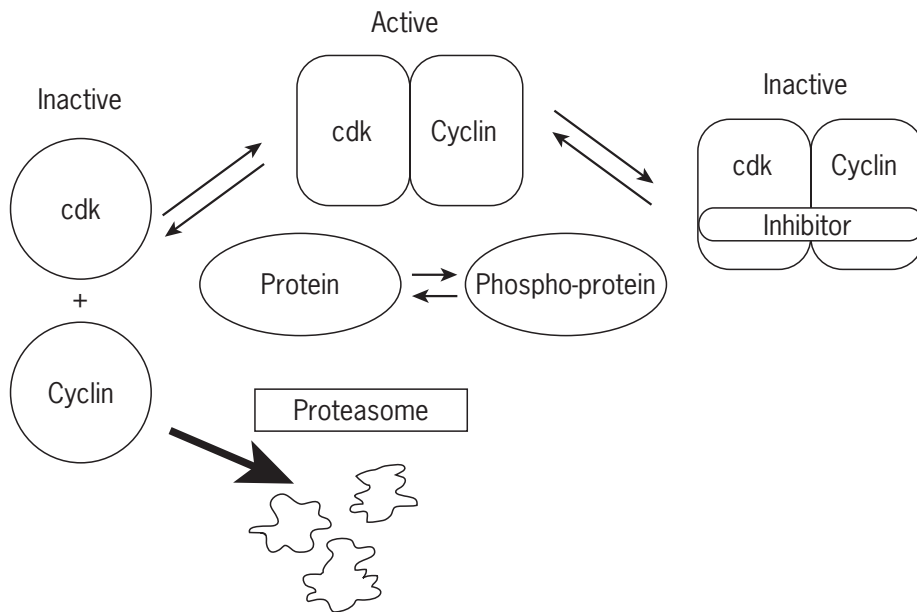 Active
Inactive
Inactive
cdk
Cyclin
cdk
Cyclin
cdk
Inhibitor
+
Protein
Phospho-protein
Cyclin
Proteasome